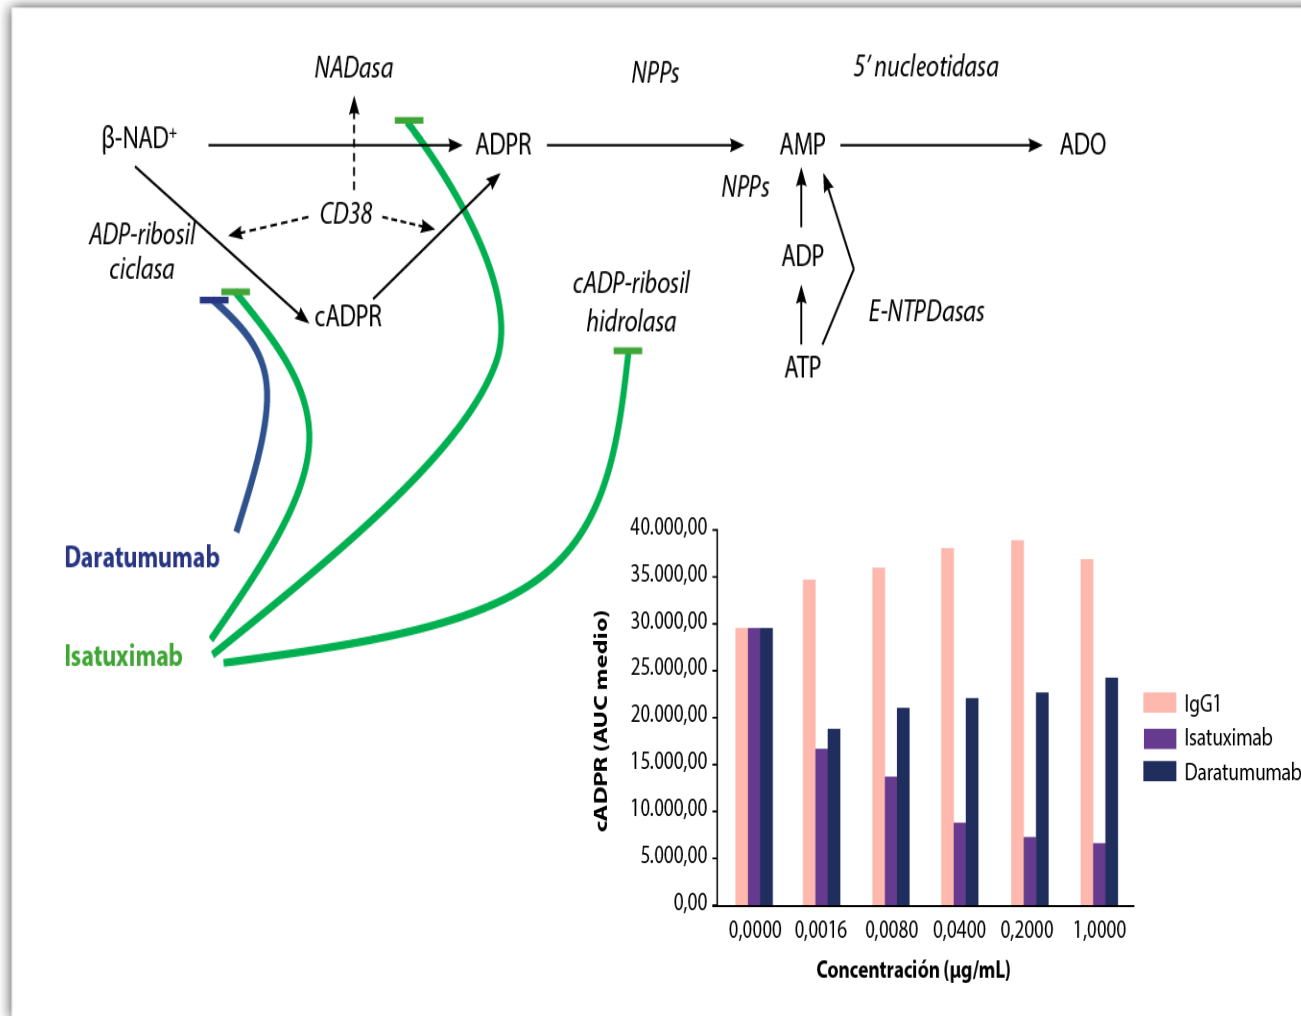 NADasa
NPPs
5’ nucleotidasa
β-NAD⁺
ADPR
AMP
ADO
NPPs
CD38
ADP-ribosil
ciclasa
ADP
cADP-ribosil
hidrolasa
cADPR
E-NTPDasas
ATP
Daratumumab
Isatuximab
cADPR (AUC medio)
40.000,00
35.000,00
30.000,00
25.000,00
20.000,00
15.000,00
10.000,00
5.000,00
0,00
0,0000 0,0016 0,0080 0,0400 0,2000 1,0000
Concentración (µg/mL)
IgG1
Isatuximab
Daratumumab